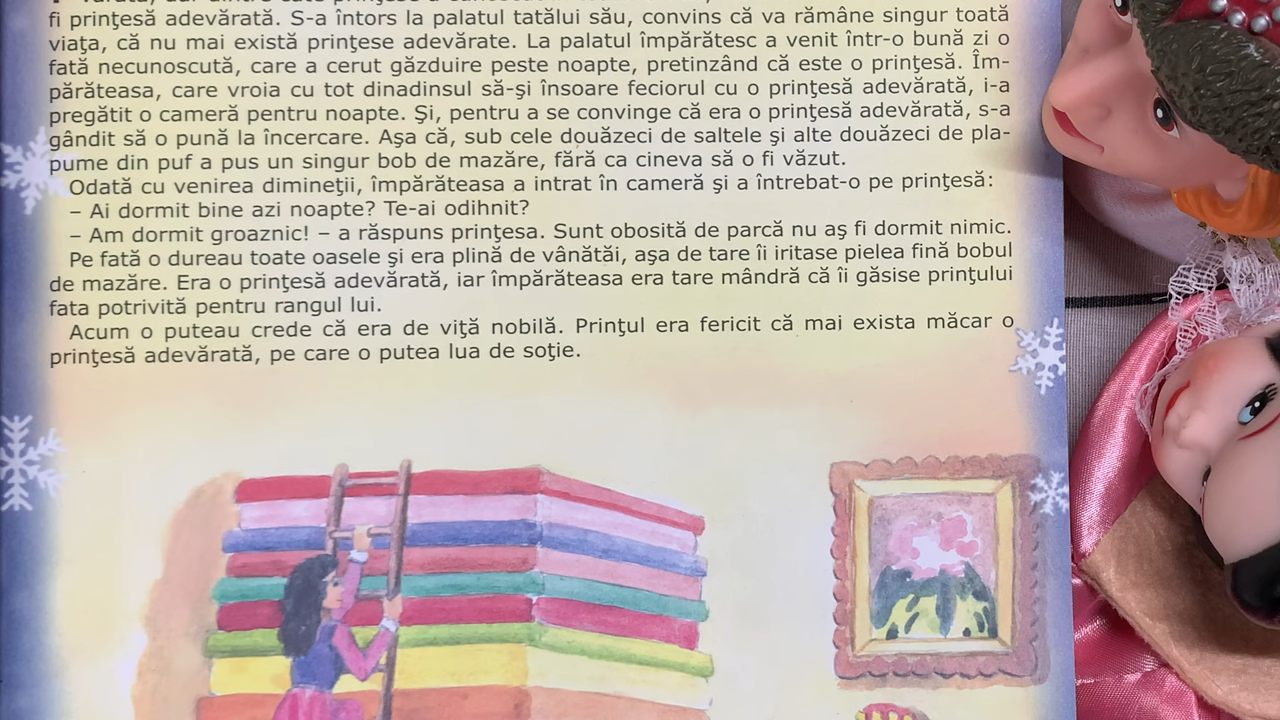 fi prinţesă adevărată. S-a întors la palatul tatălui său, convins că va rămâne singur toată
viaţa, că nu mai există prinţese adevărate. La palatul împărătesc a venit într-o bună zi o
fată necunoscută, care a cerut găzduire peste noapte, pretinzând că este o prinţesă. Îm-
părăteasa, care vroia cu tot dinadinsul să-şi însoare feciorul cu o prinţesă adevărată, i-a
pregătit o cameră pentru noapte. Şi, pentru a se convinge că era o prinţesă adevărată, s-a
gândit să o pună la încercare. Aşa că, sub cele douăzeci de saltele şi alte douăzeci de pla-
pume din puf a pus un singur bob de mazăre, fără ca cineva să o fi văzut.
Odată cu venirea dimineţii, împărăteasa a intrat în cameră şi a întrebat-o pe prinţesă:
– Ai dormit bine azi noapte? Te-ai odihnit?
– Am dormit groaznic! – a răspuns prinţesa. Sunt obosită de parcă nu aş fi dormit nimic.
Pe fată o dureau toate oasele şi era plină de vânătăi, aşa de tare îi iritase pielea fină bobul
de mazăre. Era o prinţesă adevărată, iar împărăteasa era tare mândră că îi găsise prinţului
fata potrivită pentru rangul lui.
Acum o puteau crede că era de viţă nobilă. Prinţul era fericit că mai exista măcar o
prinţesă adevărată, pe care o putea lua de soţie.